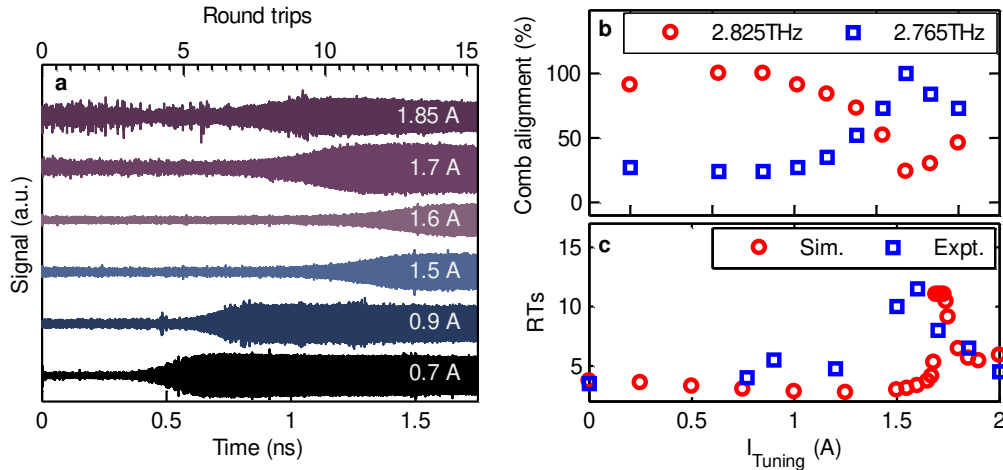 Round trips
0 5 10 15
a
1.85 A
1.7 A
1.6 A
1.5 A
0.9 A
0.7 A
Signal (a.u.)
0 0.5 1 1.5
Time (ns)
b
2.825THz 2.765THz
Comb alignment (%)
100
50
0
c
Sim. Expt.
RTs
15
10
5
0 0.5 1 1.5 2
I Tuning (A)